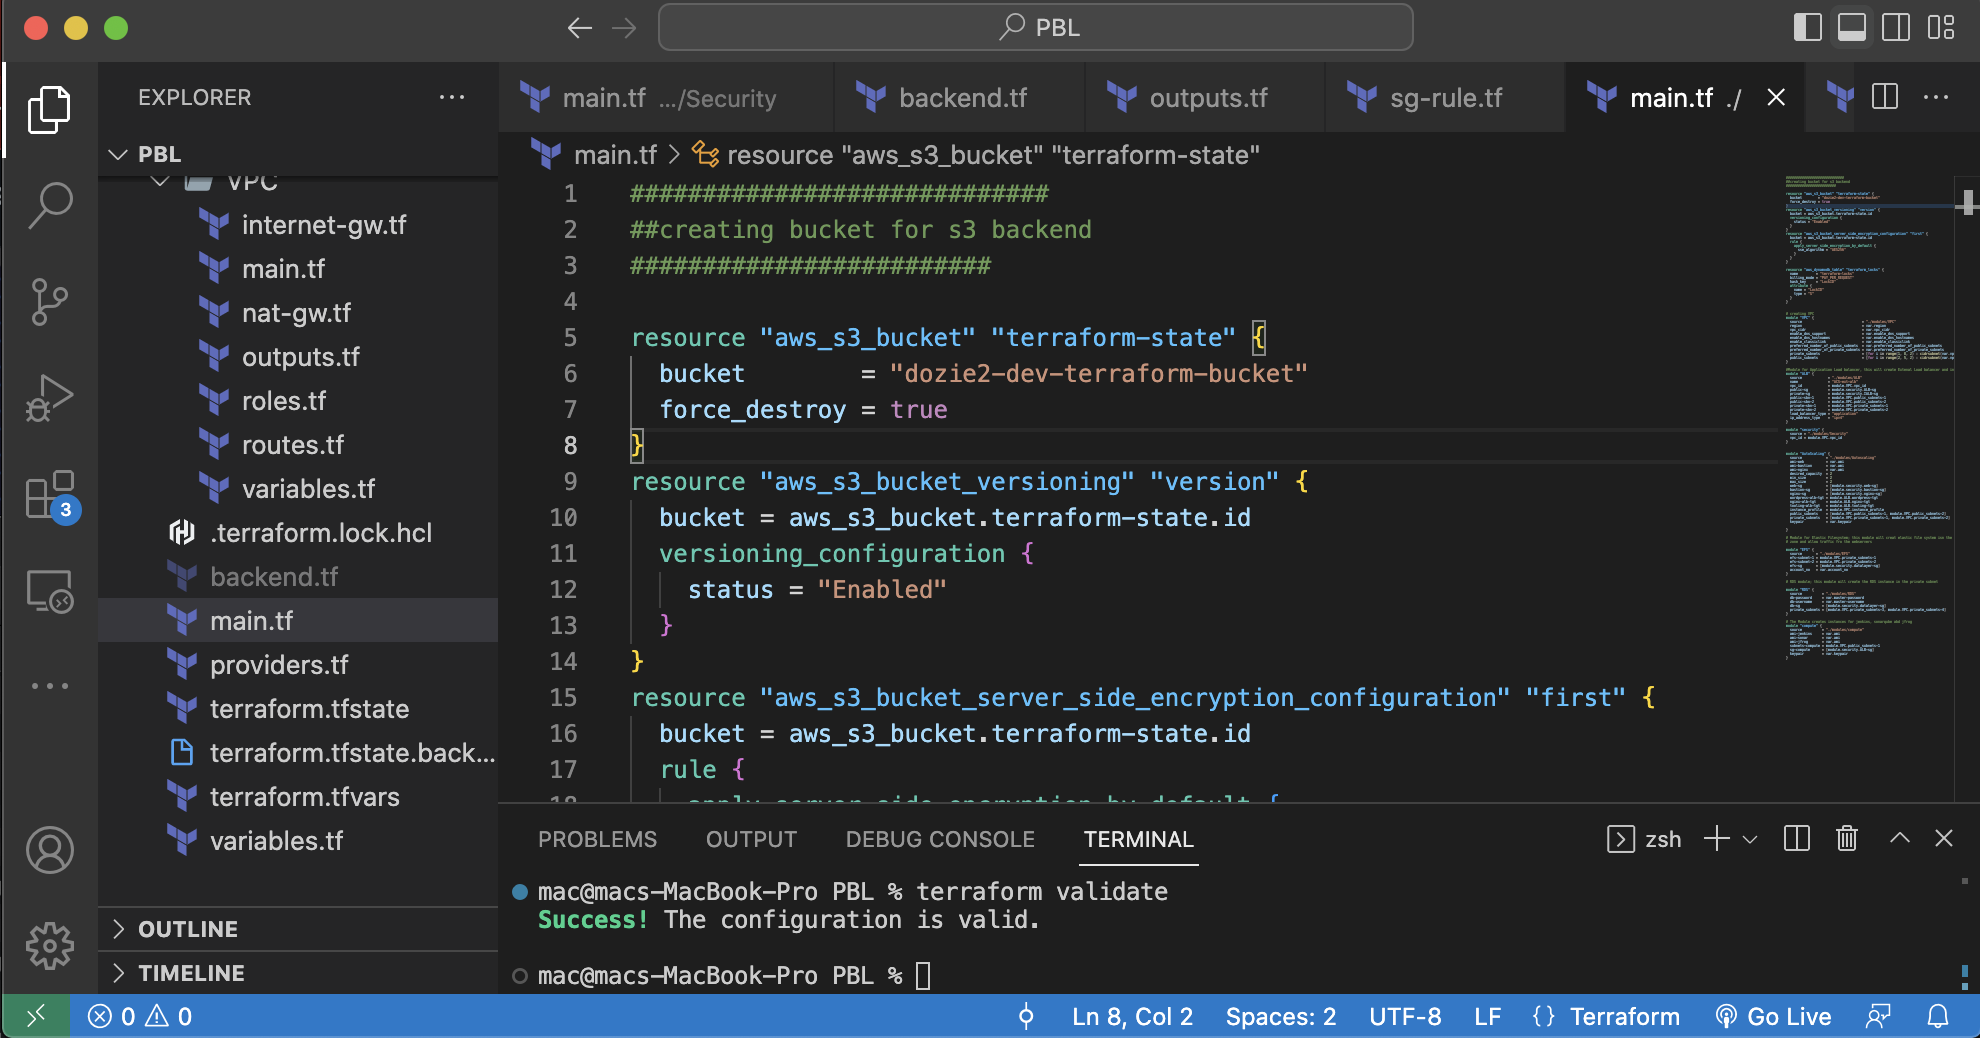 PBL
EXPLORER
main.tf .../Security
backend.tf
outputs.tf
sg-rule.tf
main.tf ./
PBL
VPC
internet-gw.tf
main.tf
nat-gw.tf
outputs.tf
roles.tf
routes.tf
variables.tf
.terraform.lock.hcl
backend.tf
main.tf
providers.tf
terraform.tfstate
terraform.tfstate.back...
terraform.tfvars
variables.tf
OUTLINE
TIMELINE
3
main.tf > resource "aws_s3_bucket" "terraform-state"
1 #############################
2 ##creating bucket for s3 backend
3 #########################
4
5 resource "aws_s3_bucket" "terraform-state" {
6 bucket = "dozie2-dev-terraform-bucket"
7 force_destroy = true
8 }
9 resource "aws_s3_bucket_versioning" "version" {
10 bucket = aws_s3_bucket.terraform-state.id
11 versioning_configuration {
12 status = "Enabled"
13 }
14 }
15 resource "aws_s3_bucket_server_side_encryption_configuration" "first" {
16 bucket = aws_s3_bucket.terraform-state.id
17 rule {
18 apply_server_side_encryption_by_default {
PROBLEMS OUTPUT DEBUG CONSOLE TERMINAL
zsh
mac@macs-MacBook-Pro PBL % terraform validate
Success! The configuration is valid.
mac@macs-MacBook-Pro PBL %
0 0
Ln 8, Col 2 Spaces: 2 UTF-8 LF {} Terraform Go Live